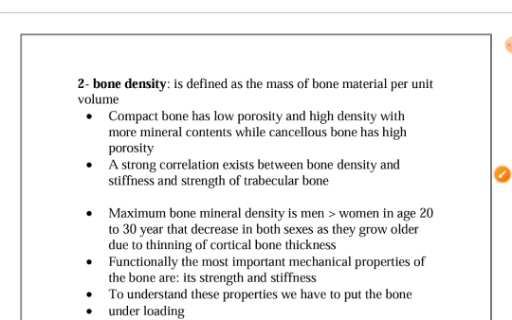 2- bone density: is defined as the mass of bone material per unit
volume
• Compact bone has low porosity and high density with
more mineral contents while cancellous bone has high
porosity
• A strong correlation exists between bone density and
stiffness and strength of trabecular bone
• Maximum bone mineral density is men > women in age 20
to 30 year that decrease in both sexes as they grow older
due to thinning of cortical bone thickness
• Functionally the most important mechanical properties of
the bone are: its strength and stiffness
• To understand these properties we have to put the bone
• under loading